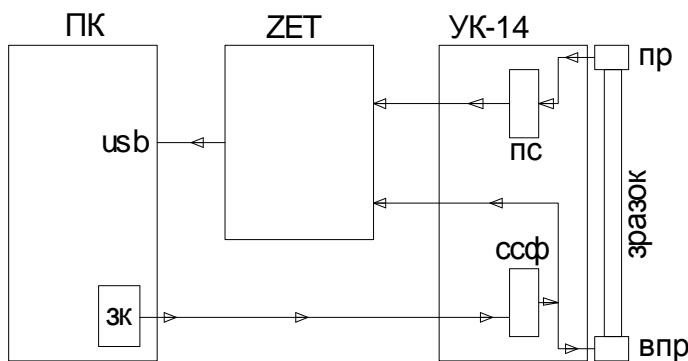 ПК
ZET
УК-14
пр
usb
пс
зразок
ссф
зк
впр